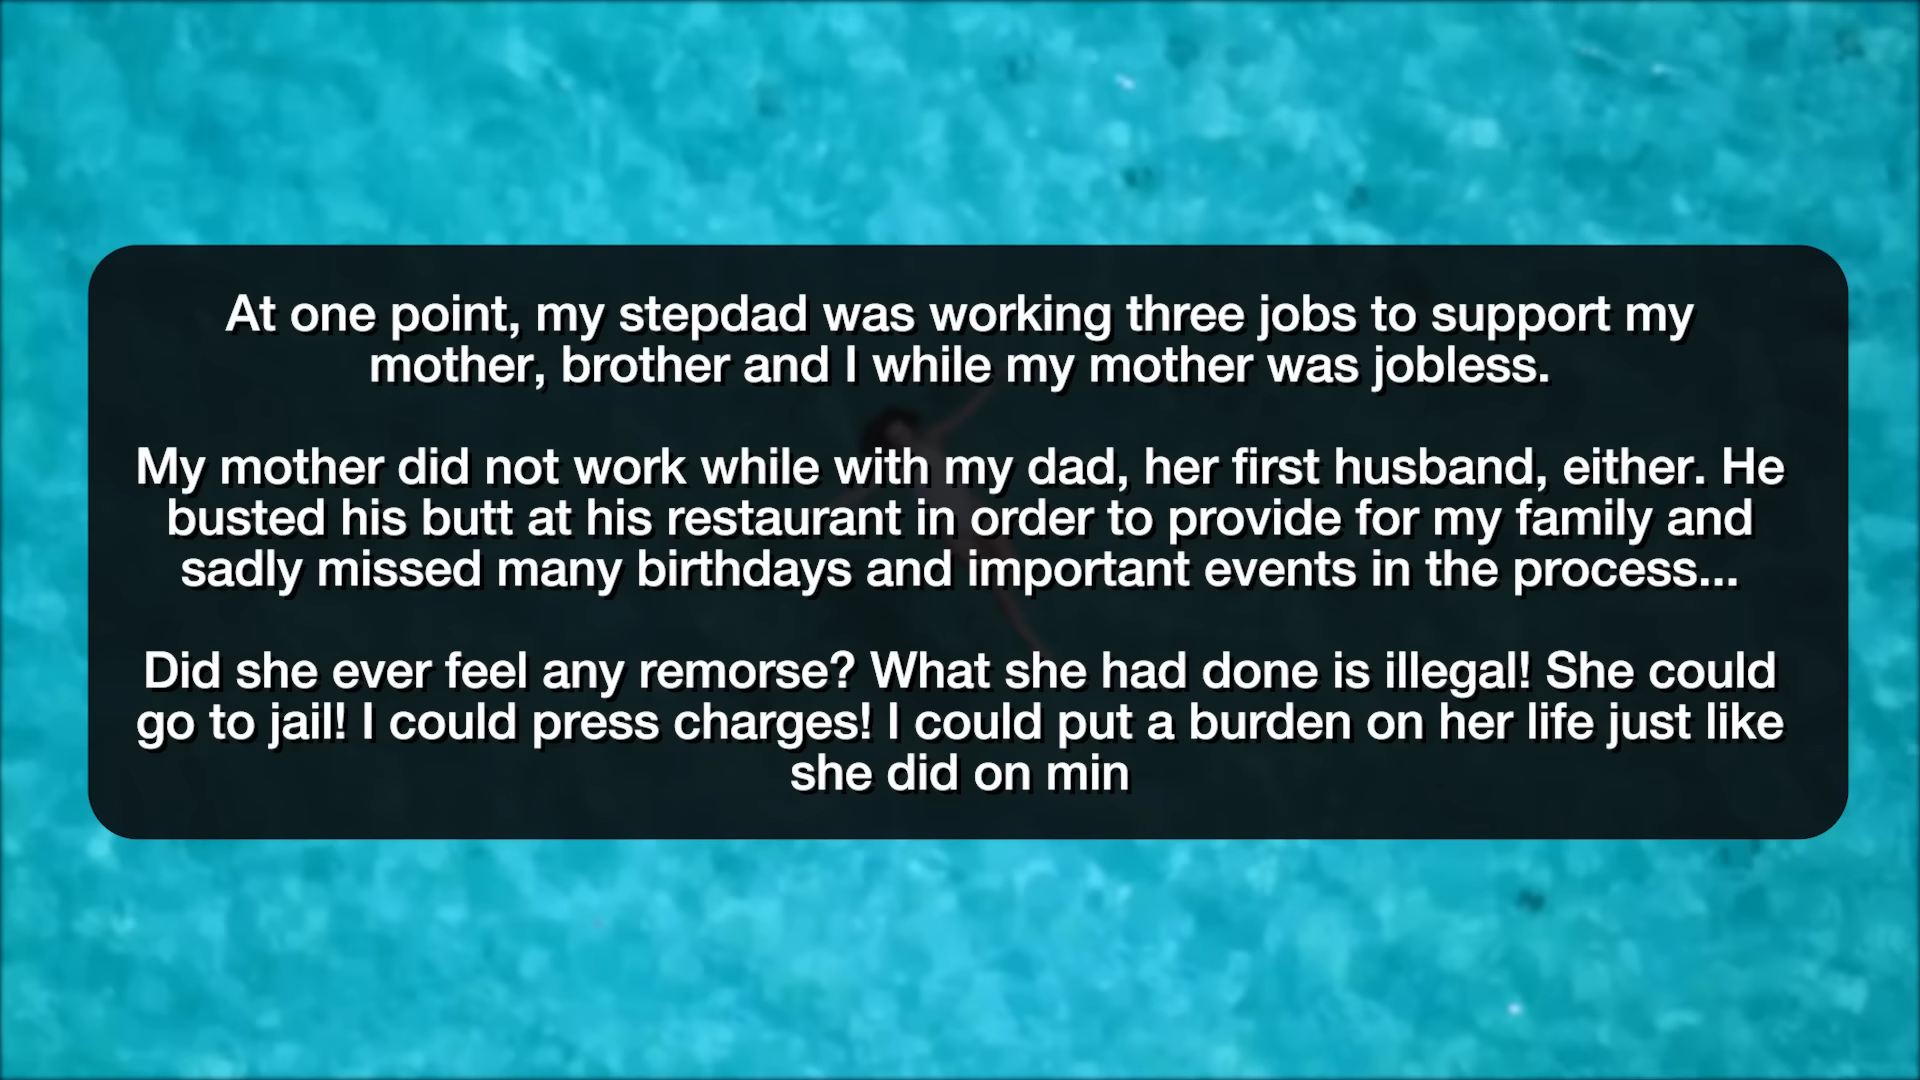 At one point, my stepdad was working three jobs to support my
mother, brother and I while my mother was jobless.
My mother did not work while with my dad, her first husband, either. He
busted his butt at his restaurant in order to provide for my family and
sadly missed many birthdays and important events in the process...
Did she ever feel any remorse? What she had done is illegal! She could
go to jail! I could press charges! I could put a burden on her life just like
she did on min